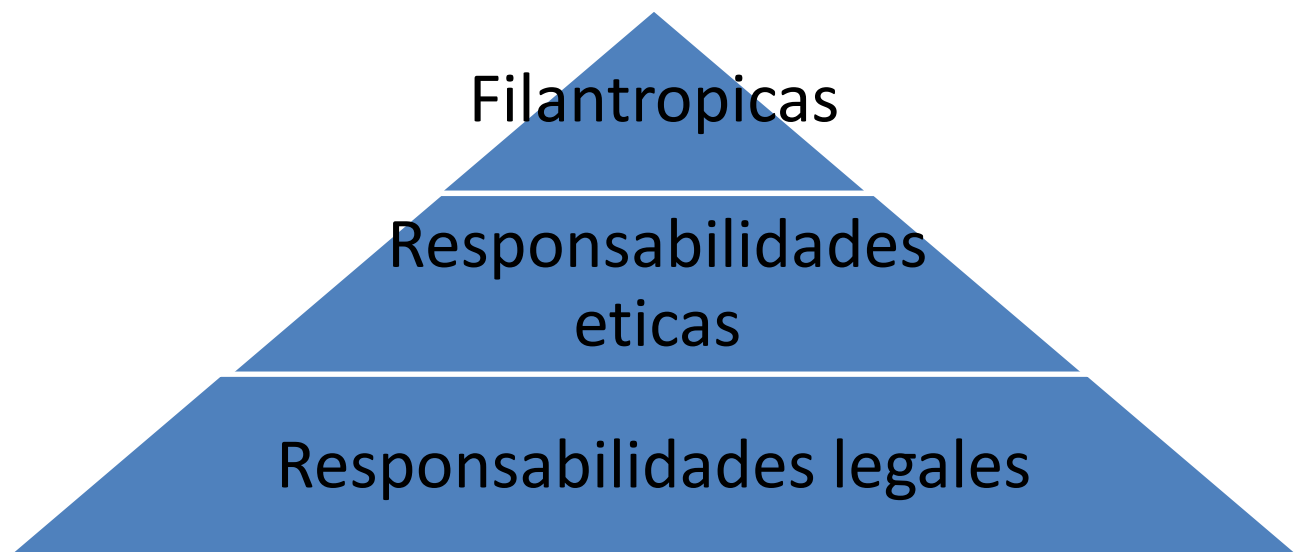 Filantropicas
Responsabilidades
eticas
Responsabilidades legales